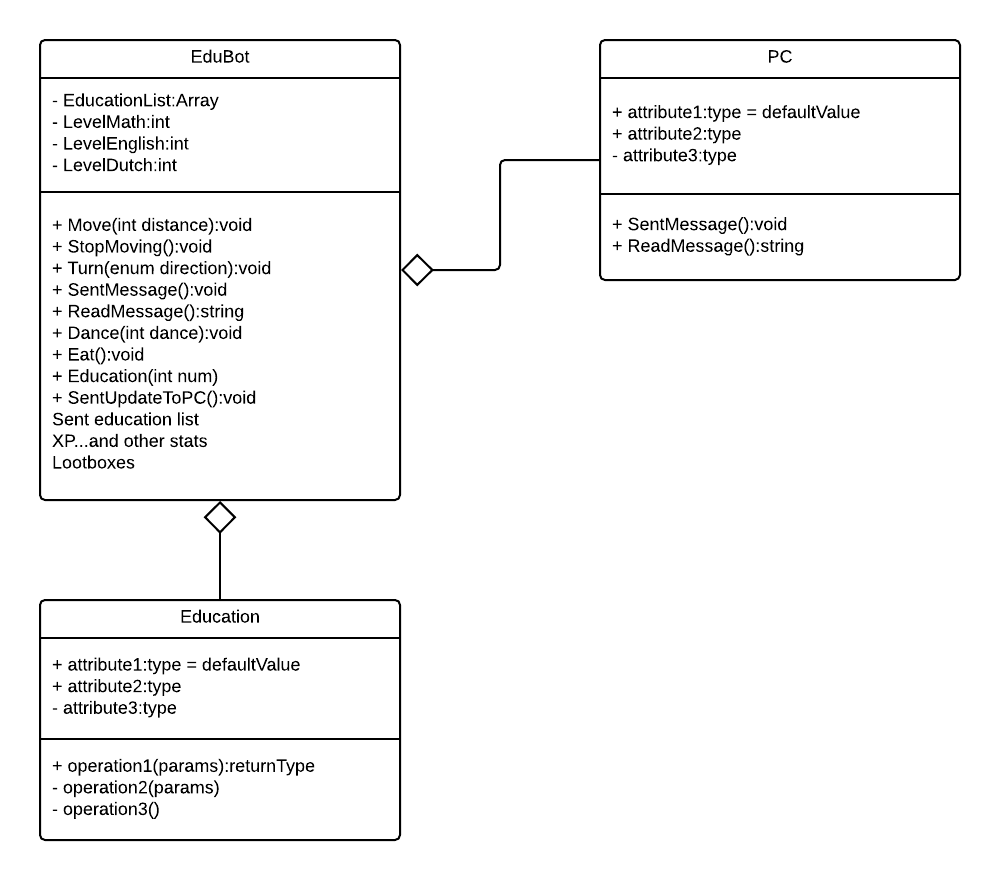 EduBot
- EducationList:Array
- LevelMath:int
- LevelEnglish:int
- LevelDutch:int
+ Move(int distance):void
+ StopMoving():void
+ Turn(enum direction):void
+ SentMessage():void
+ ReadMessage():string
+ Dance(int dance):void
+ Eat():void
+ Education(int num)
+ SentUpdateToPC():void
Sent education list
XP...and other stats
Lootboxes
PC
+ attribute1:type = defaultValue
+ attribute2:type
- attribute3:type
+ SentMessage():void
+ ReadMessage():string
Education
+ attribute1:type = defaultValue
+ attribute2:type
- attribute3:type
+ operation1(params):returnType
- operation2(params)
- operation3()